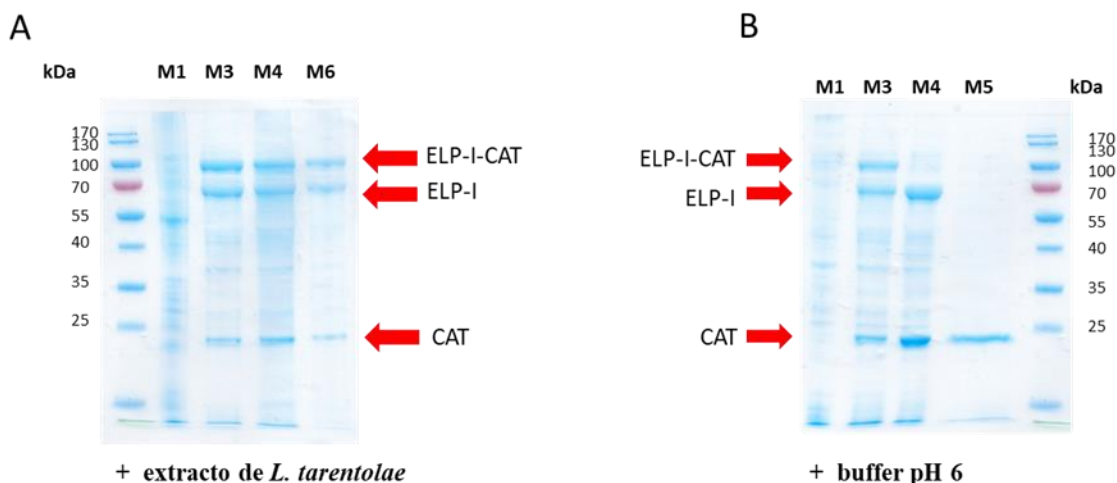 A
kDa M1 M3 M4 M6
170
130
100
70
55
40
35
25
ELP-I-CAT
ELP-I
CAT
+ extracto de L. tarentolae
B
M1 M3 M4 M5 kDa
ELP-I-CAT
ELP-I
CAT
170
130
100
70
55
40
35
25
+ buffer pH 6